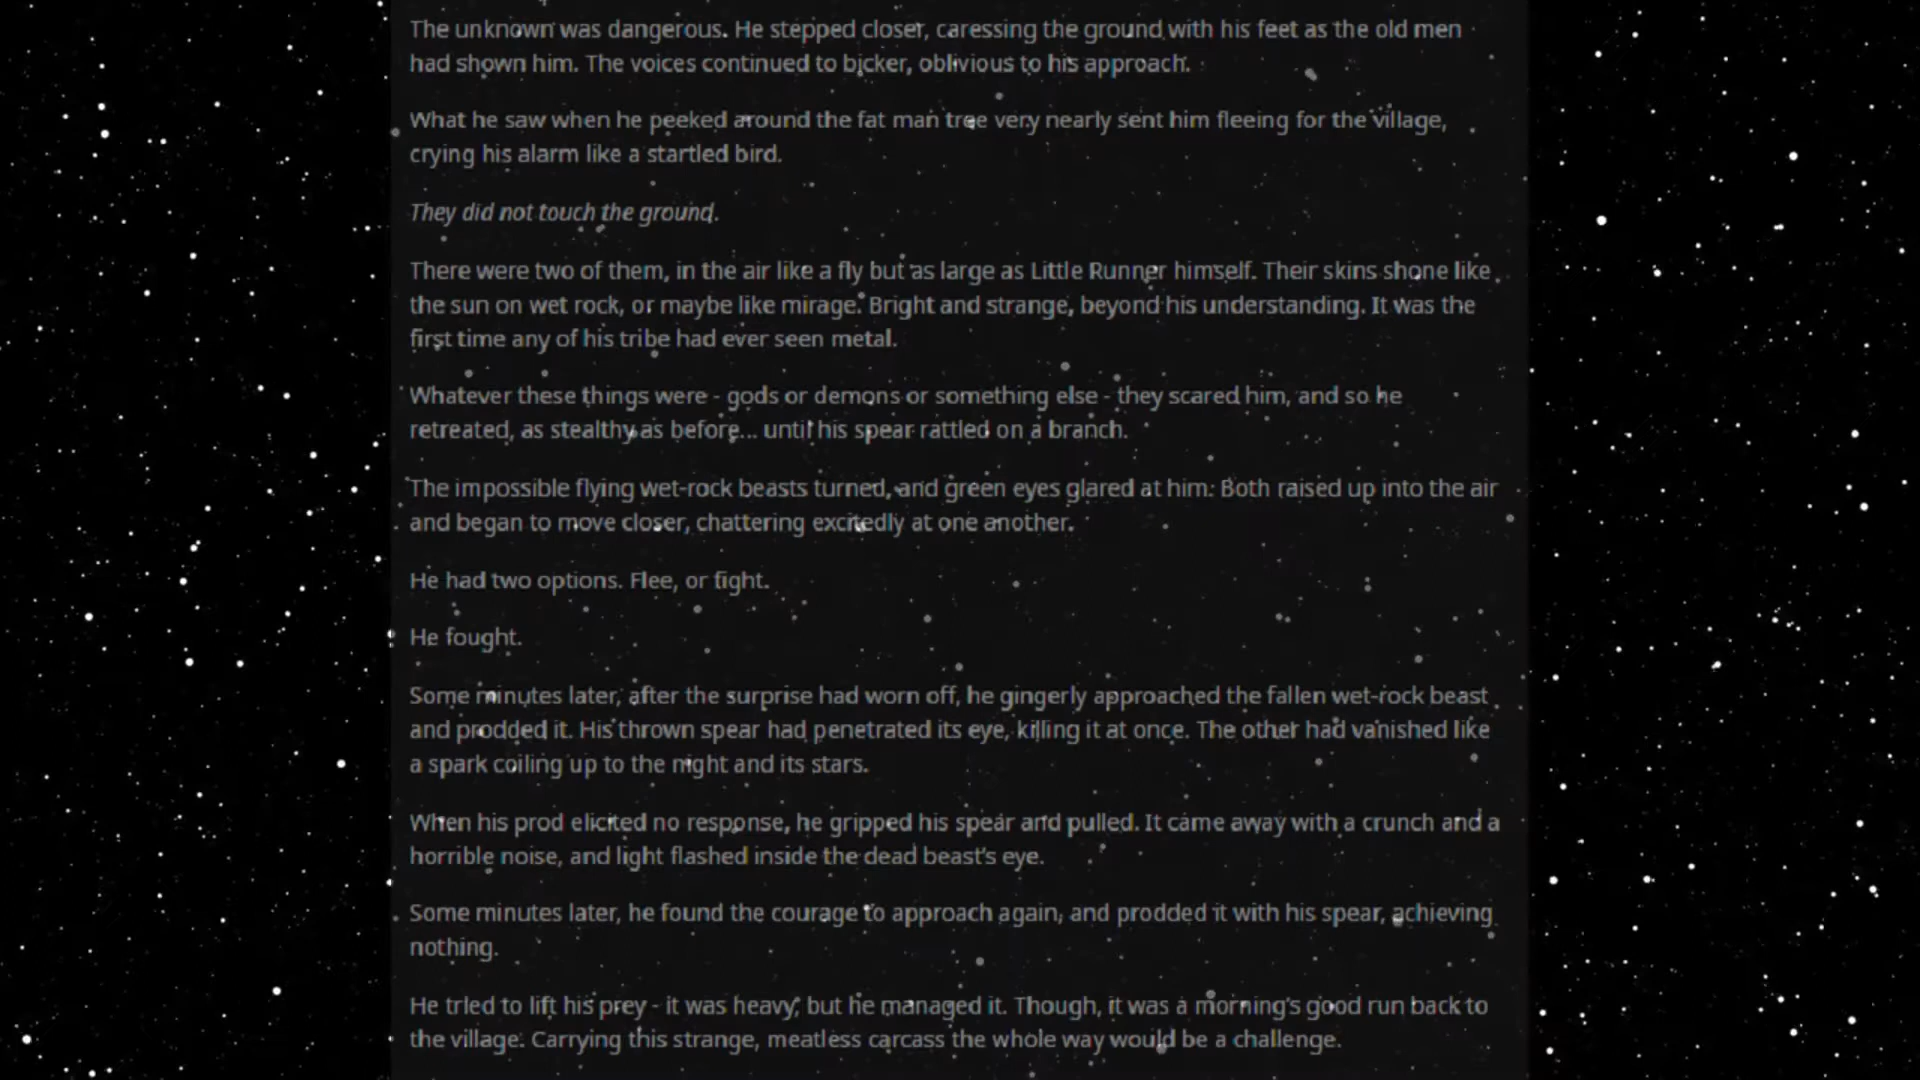 The unknown was dangerous. He stepped closer, caressing the ground with his feet as the old men
had shown him. The voices continued to bicker, oblivious to his approach.
What he saw when he peeked around the fat man tree very nearly sent him fleeing for the village,
crying his alarm like a startled bird.
They did not touch the ground.
There were two of them, in the air like a fly but as large as Little Runner himself. Their skins shone like
the sun on wet rock, or maybe like mirage. Bright and strange, beyond his understanding. It was the
first time any of his tribe had ever seen metal.
Whatever these things were - gods or demons or something else - they scared him, and so he
retreated, as stealthy as before... until his spear rattled on a branch.
The impossible flying wet-rock beasts turned, and green eyes glared at him. Both raised up into the air
and began to move closer, chattering excitedly at one another.
He had two options. Flee, or fight.
He fought.
Some minutes later, after the surprise had worn off, he gingerly approached the fallen wet-rock beast
and prodded it. His thrown spear had penetrated its eye, killing it at once. The other had vanished like
a spark coiling up to the night and its stars.
When his prod elicited no response, he gripped his spear and pulled. It came away with a crunch and a
horrible noise, and light flashed inside the dead beast's eye.
Some minutes later, he found the courage to approach again, and prodded it with his spear, achieving
nothing.
He tried to lift his prey - it was heavy, but he managed it. Though, it was a morning's good run back to
the village. Carrying this strange, meatless carcass the whole way would be a challenge.